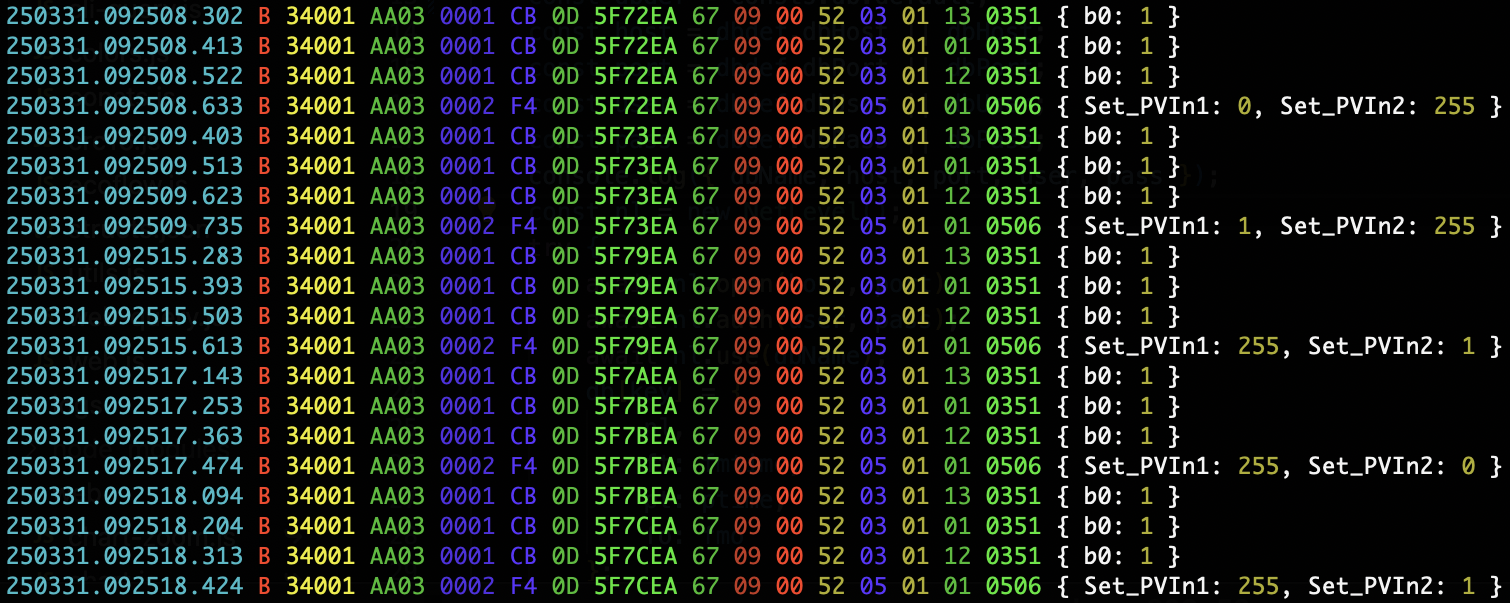 250331.092508.302 B 34001 AA03 0001 CB 0D 5F72EA 67 09 00 52 03 01 13 0351 { b0: 1 }
250331.092508.413 B 34001 AA03 0001 CB 0D 5F72EA 67 09 00 52 03 01 01 0351 { b0: 1 }
250331.092508.522 B 34001 AA03 0001 CB 0D 5F72EA 67 09 00 52 03 01 12 0351 { b0: 1 }
250331.092508.633 B 34001 AA03 0002 F4 0D 5F72EA 67 09 00 52 05 01 01 0506 { Set_PVIn1: 0, Set_PVIn2: 255 }
250331.092509.403 B 34001 AA03 0001 CB 0D 5F73EA 67 09 00 52 03 01 13 0351 { b0: 1 }
250331.092509.513 B 34001 AA03 0001 CB 0D 5F73EA 67 09 00 52 03 01 01 0351 { b0: 1 }
250331.092509.623 B 34001 AA03 0001 CB 0D 5F73EA 67 09 00 52 03 01 12 0351 { b0: 1 }
250331.092509.735 B 34001 AA03 0002 F4 0D 5F73EA 67 09 00 52 05 01 01 0506 { Set_PVIn1: 1, Set_PVIn2: 255 }
250331.092515.283 B 34001 AA03 0001 CB 0D 5F79EA 67 09 00 52 03 01 13 0351 { b0: 1 }
250331.092515.393 B 34001 AA03 0001 CB 0D 5F79EA 67 09 00 52 03 01 01 0351 { b0: 1 }
250331.092515.503 B 34001 AA03 0001 CB 0D 5F79EA 67 09 00 52 03 01 12 0351 { b0: 1 }
250331.092515.613 B 34001 AA03 0002 F4 0D 5F79EA 67 09 00 52 05 01 01 0506 { Set_PVIn1: 255, Set_PVIn2: 1 }
250331.092517.143 B 34001 AA03 0001 CB 0D 5F7AEA 67 09 00 52 03 01 13 0351 { b0: 1 }
250331.092517.253 B 34001 AA03 0001 CB 0D 5F7BEA 67 09 00 52 03 01 01 0351 { b0: 1 }
250331.092517.363 B 34001 AA03 0001 CB 0D 5F7BEA 67 09 00 52 03 01 12 0351 { b0: 1 }
250331.092517.474 B 34001 AA03 0002 F4 0D 5F7BEA 67 09 00 52 05 01 01 0506 { Set_PVIn1: 255, Set_PVIn2: 0 }
250331.092518.094 B 34001 AA03 0001 CB 0D 5F7BEA 67 09 00 52 03 01 13 0351 { b0: 1 }
250331.092518.204 B 34001 AA03 0001 CB 0D 5F7CEA 67 09 00 52 03 01 01 0351 { b0: 1 }
250331.092518.313 B 34001 AA03 0001 CB 0D 5F7CEA 67 09 00 52 03 01 12 0351 { b0: 1 }
250331.092518.424 B 34001 AA03 0002 F4 0D 5F7CEA 67 09 00 52 05 01 01 0506 { Set_PVIn1: 255, Set_PVIn2: 1 }